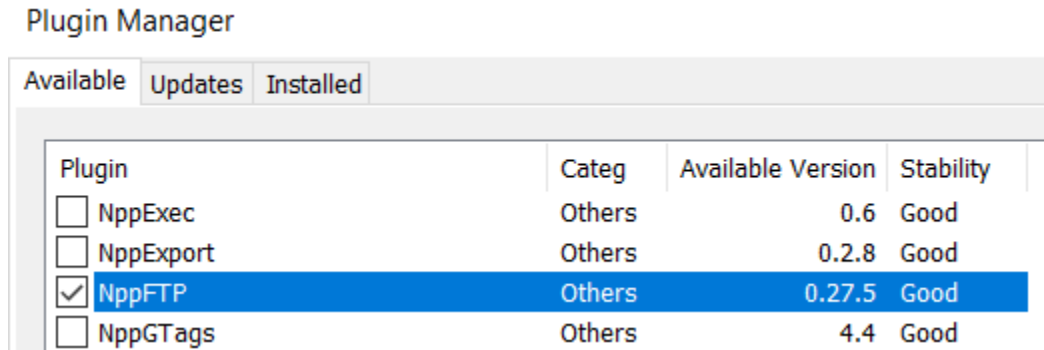 Plugin Manager
Available Updates Installed
Plugin Categ Available Version Stability
NppExec Others 0.6 Good
NppExport Others 0.2.8 Good
NppFTP Others 0.27.5 Good
NppGTags Others 4.4 Good